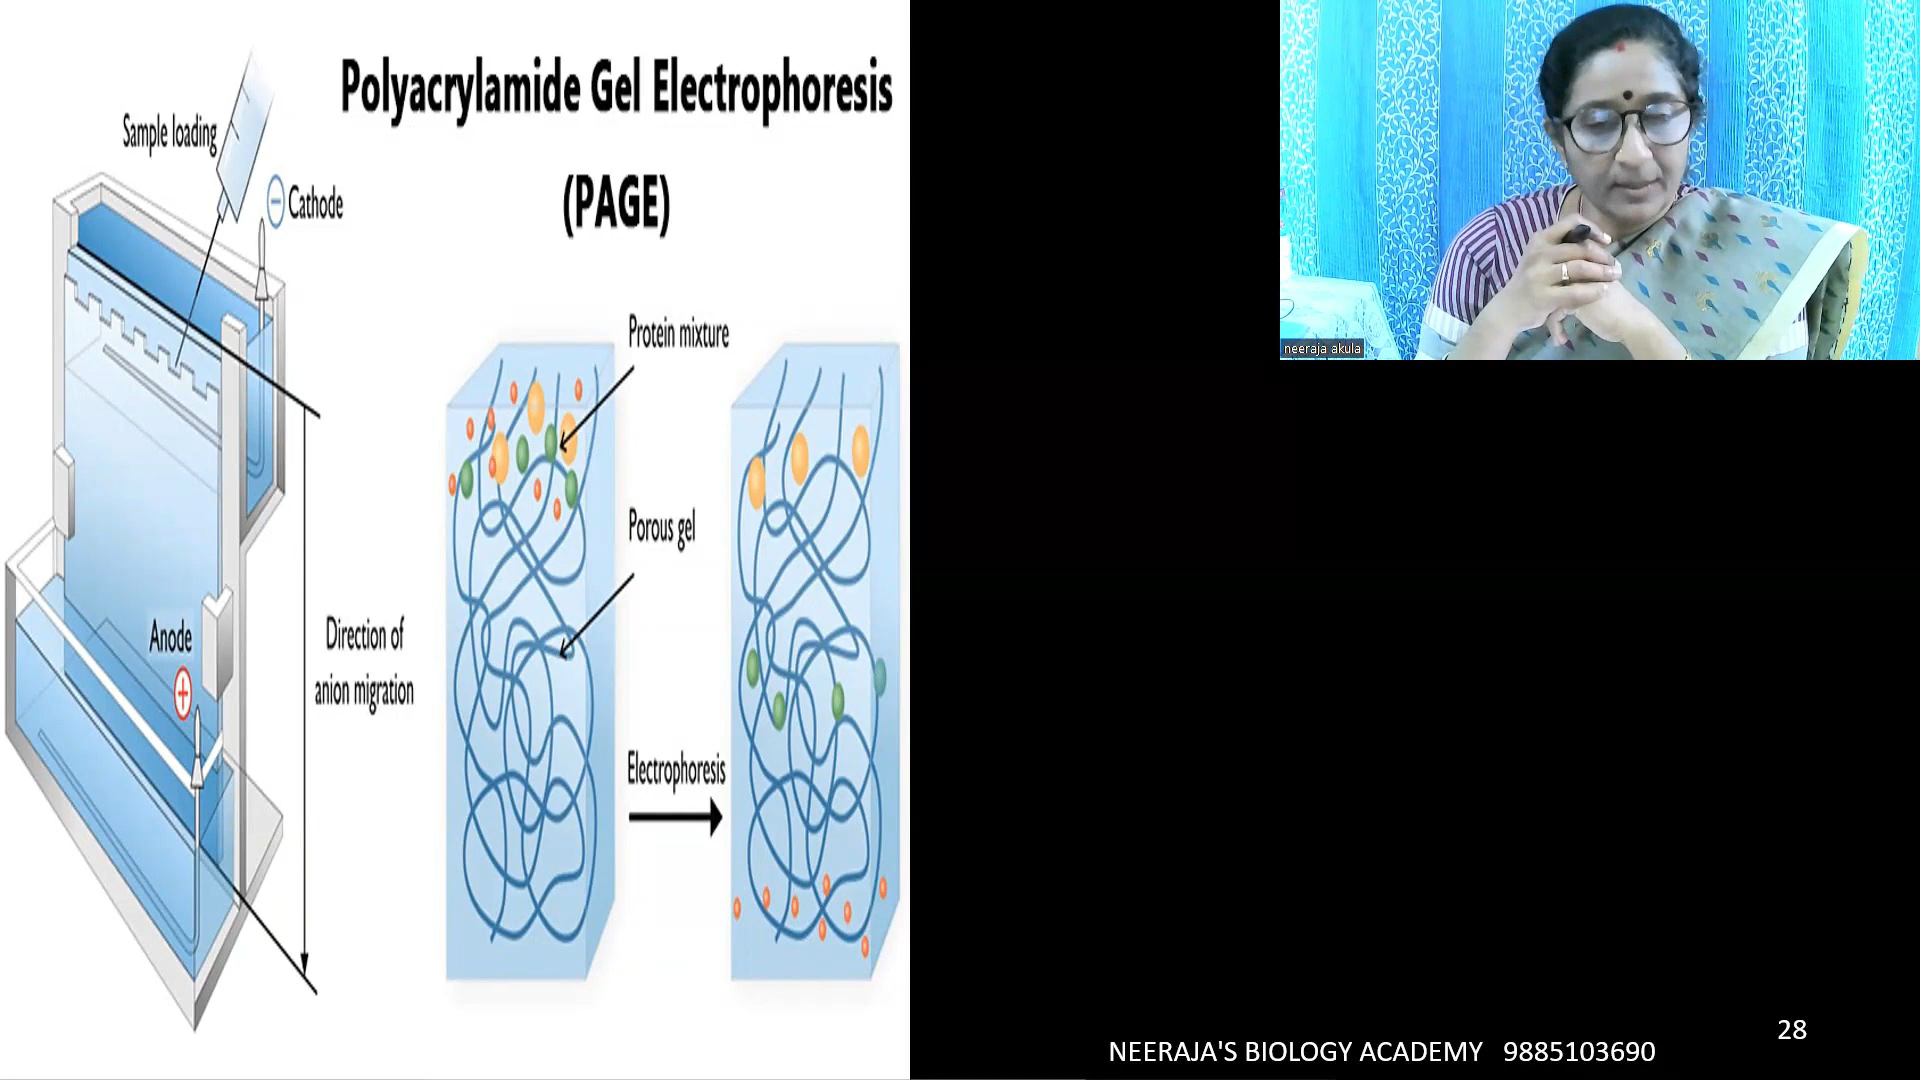 Polyacrylamide Gel Electrophoresis
(PAGE)
Sample loading
Cathode
Protein mixture
Porous gel
Anode
Direction of
anion migration
Electrophoresis
neeraja akula
28
NEERAJA'S BIOLOGY ACADEMY 9885103690